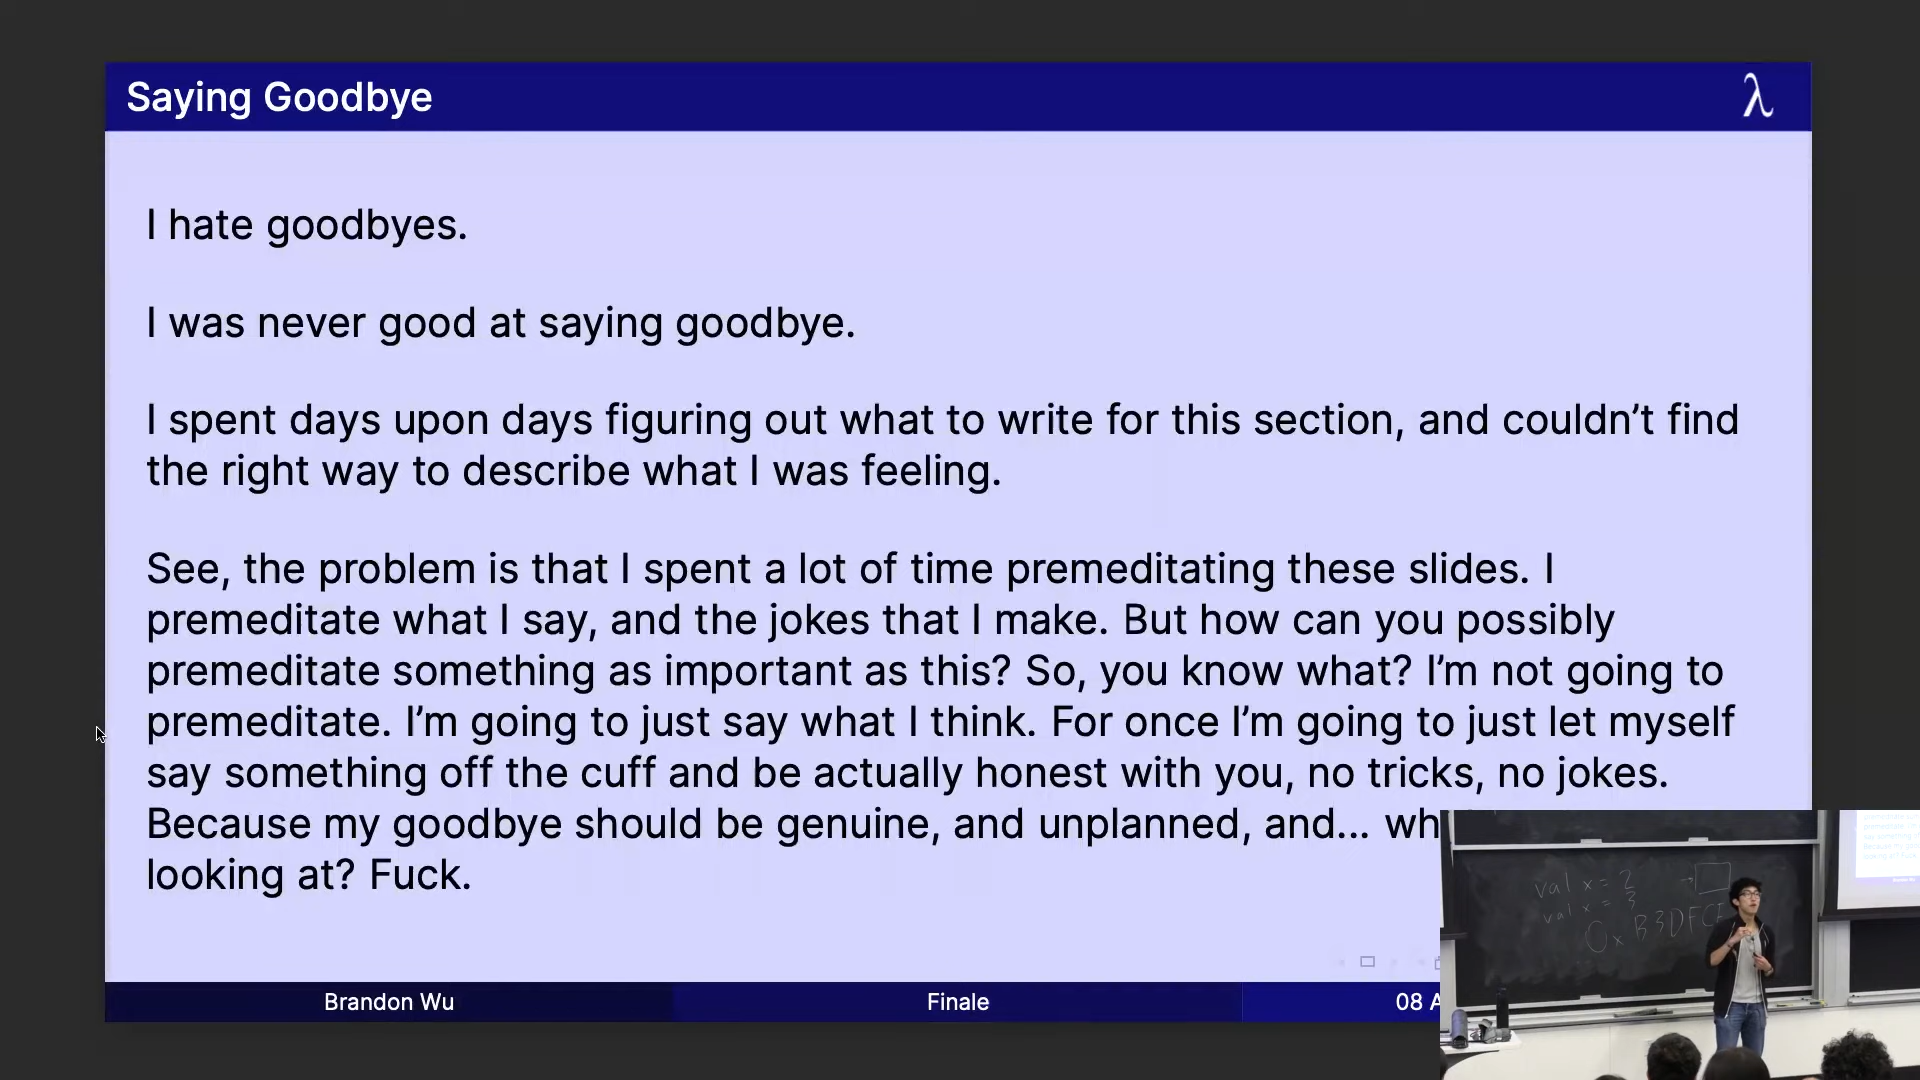 Saying Goodbye
λ
I hate goodbyes.
I was never good at saying goodbye.
I spent days upon days figuring out what to write for this section, and couldn’t find
the right way to describe what I was feeling.
See, the problem is that I spent a lot of time premeditating these slides. I
premeditate what I say, and the jokes that I make. But how can you possibly
premeditate something as important as this? So, you know what? I’m not going to
premeditate. I’m going to just say what I think. For once I’m going to just let myself
say something off the cuff and be actually honest with you, no tricks, no jokes.
Because my goodbye should be genuine, and unplanned, and...
looking at? Fuck.
val x = 2
val x = 3
Brandon Wu
Finale
08